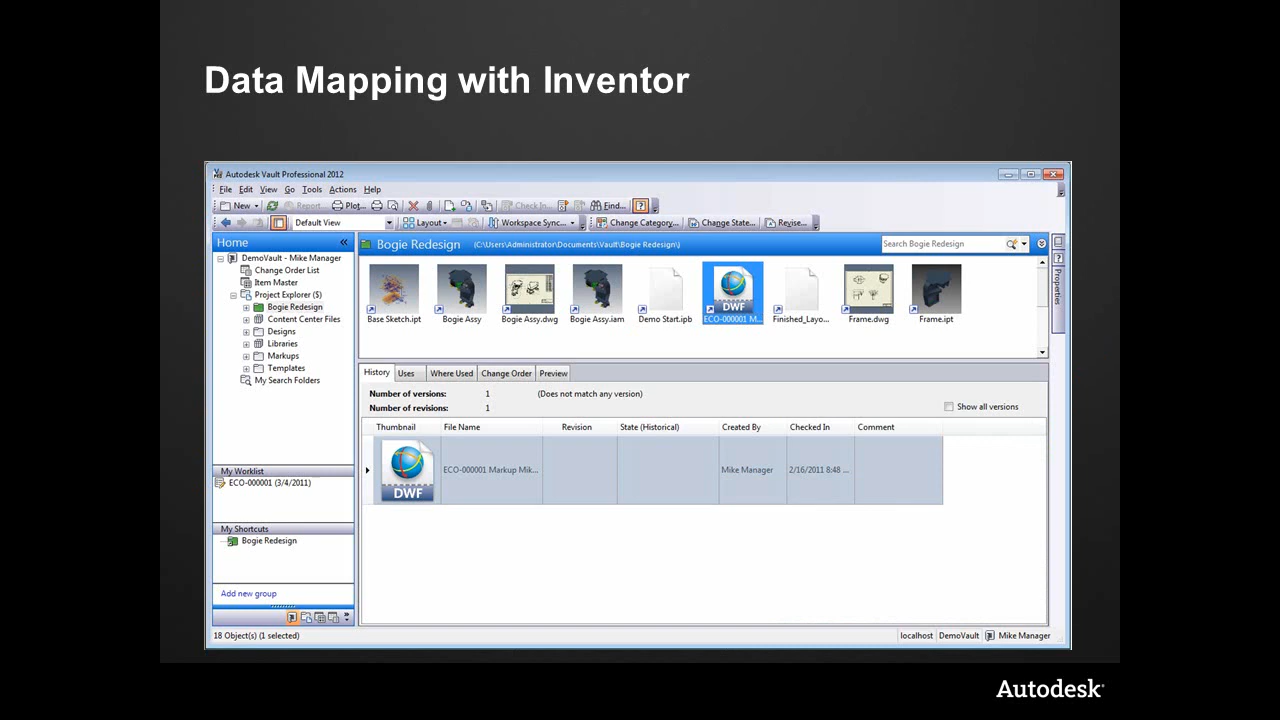 Data Mapping with Inventor
Autodesk Vault Professional 2012
File Edit View Go Tools Actions Help
New Report... Plot... Check In... Find...
Default View Layout Workspace Sync... Change Category... Change State... Revise...
Home «
Bogie Redesign (C:\Users\Administrator\Documents\Vault\Bogie Redesign\)
Search Bogie Redesign
DemoVault - Mike Manager
Change Order List
Item Master
Project Explorer ($)
Bogie Redesign
Content Center Files
Designs
Libraries
Markups
Templates
My Search Folders
My Worklist
ECO-000001 (3/4/2011)
My Shortcuts
Bogie Redesign
Add new group
DWF
Base Sketch.ipt Bogie Assy Bogie Assy.dwg Bogie Assy.iam Demo Start.ipb ECO-000001 M... Finished_Layo... Frame.dwg Frame.ipt
Properties
History Uses Where Used Change Order Preview
Number of versions: 1 (Does not match any version)
Number of revisions: 1
Show all versions
Thumbnail File Name Revision State (Historical) Created By Checked In Comment
DWF ECO-000001 Markup Mik... Mike Manager 2/16/2011 8:48 ...
18 Object(s) (1 selected)
localhost DemoVault Mike Manager
Autodesk